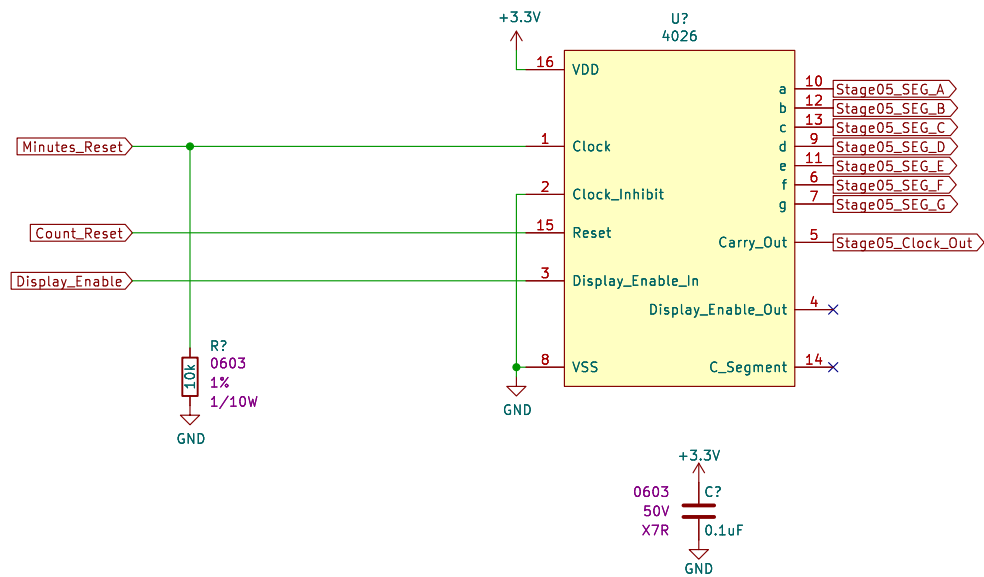 +3.3V
U?
4026
16
VDD
a
10
Stage05_SEG_A
b
12
Stage05_SEG_B
c
13
Stage05_SEG_C
Minutes_Reset
1
Clock
d
9
Stage05_SEG_D
e
11
Stage05_SEG_E
2
Clock_Inhibit
f
6
Stage05_SEG_F
g
7
Stage05_SEG_G
Count_Reset
15
Reset
Carry_Out
5
Stage05_Clock_Out
Display_Enable
3
Display_Enable_In
Display_Enable_Out
4
8
VSS
C_Segment
14
R?
0603
10k
1%
1/10W
GND
GND
+3.3V
0603
C?
50V
X7R
0.1uF
GND